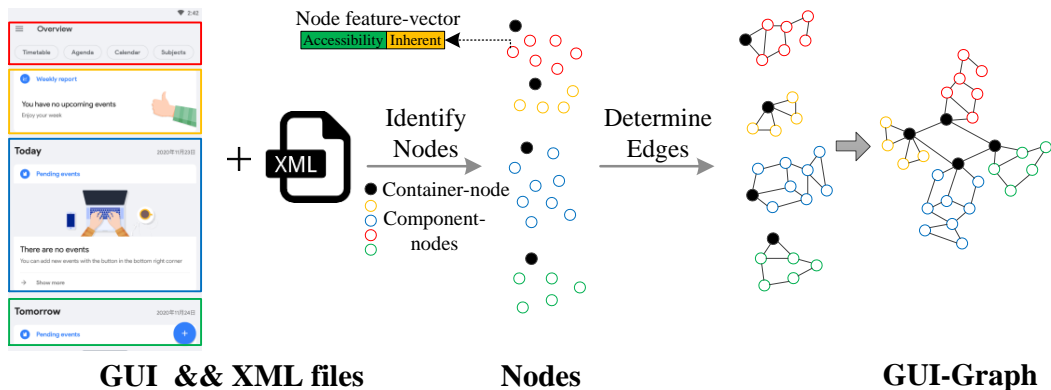 2:42
Overview
Timetable
Agenda
Calendar
Subjects
Weekly report
You have no upcoming events
Enjoy your week
Today
2020年11月23日
Pending events
There are no events
You can add new events with the button in the bottom right corner
Show more
Tomorrow
2020年11月24日
Pending events
+
+
XML
Node feature-vector
Accessibility
Inherent
Identify
Nodes
Container-node
Component-
nodes
Determine
Edges
GUI && XML files
Nodes
GUI-Graph